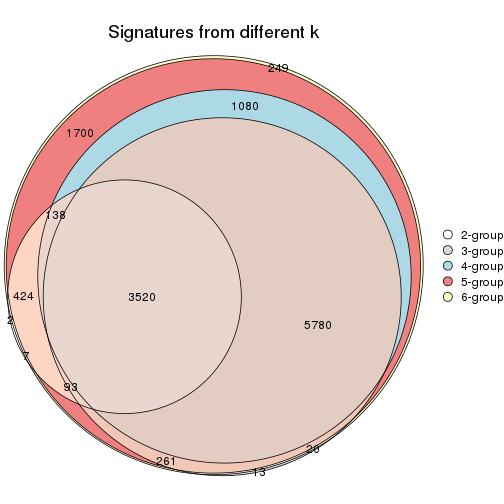 Signatures from different k
249
1080
1700
138
424
3520
2
5780
7
93
261
20
13
2-group
3-group
4-group
5-group
6-group